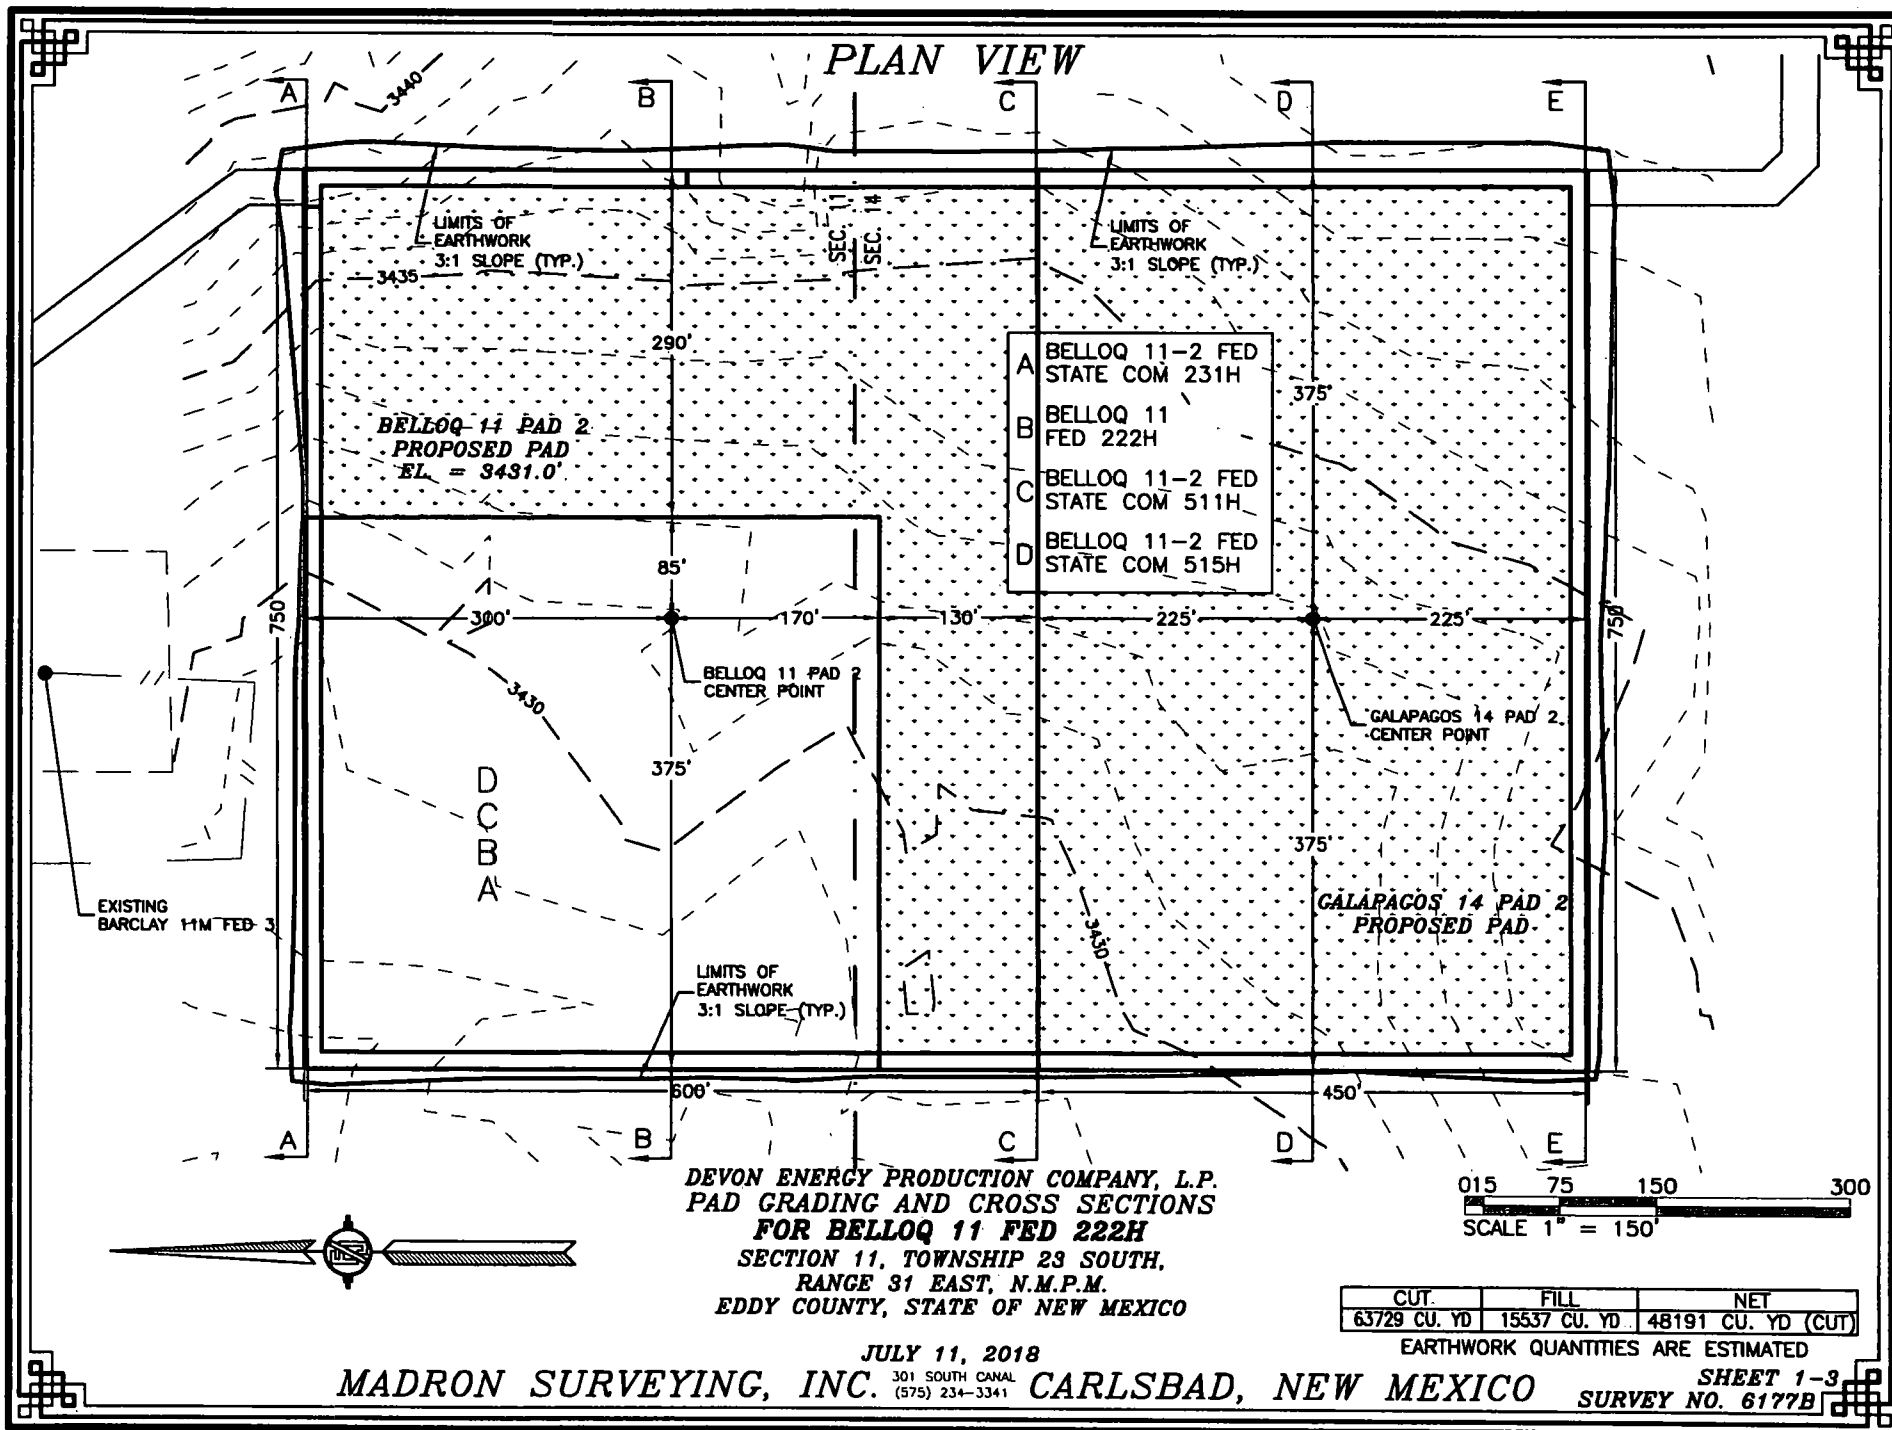 PLAN VIEW
A
B
C
D
E
3440
LIMITS OF
EARTHWORK
3:1 SLOPE (TYP.)
SEC. 11
SEC. 14
LIMITS OF
EARTHWORK
3:1 SLOPE (TYP.)
3435
290'
375'
A BELLOQ 11-2 FED
STATE COM 231H
B BELLOQ 11
FED 222H
C BELLOQ 11-2 FED
STATE COM 511H
D BELLOQ 11-2 FED
STATE COM 515H
BELLOQ 11 PAD 2
PROPOSED PAD
EL. = 3431.0'
85'
750'
300'
170'
130'
225'
225'
750'
BELLOQ 11 PAD 2
CENTER POINT
3430
GALAPAGOS 14 PAD 2
CENTER POINT
375'
D
C
B
A
375'
EXISTING
BARCLAY 11M FED 3
GALAPAGOS 14 PAD 2
PROPOSED PAD
3430
LIMITS OF
EARTHWORK
3:1 SLOPE (TYP.)
600'
450'
A
B
C
D
E
DEVON ENERGY PRODUCTION COMPANY, L.P.
PAD GRADING AND CROSS SECTIONS
FOR BELLOQ 11 FED 222H
SECTION 11, TOWNSHIP 23 SOUTH,
RANGE 31 EAST, N.M.P.M.
EDDY COUNTY, STATE OF NEW MEXICO
015 75 150 300
SCALE 1" = 150'
CUT FILL NET
63729 CU. YD 15537 CU. YD 48191 CU. YD (CUT)
EARTHWORK QUANTITIES ARE ESTIMATED
JULY 11, 2018
MADRON SURVEYING, INC. 301 SOUTH CANAL
(575) 234-3341 CARLSBAD, NEW MEXICO
SHEET 1-3
SURVEY NO. 6177B